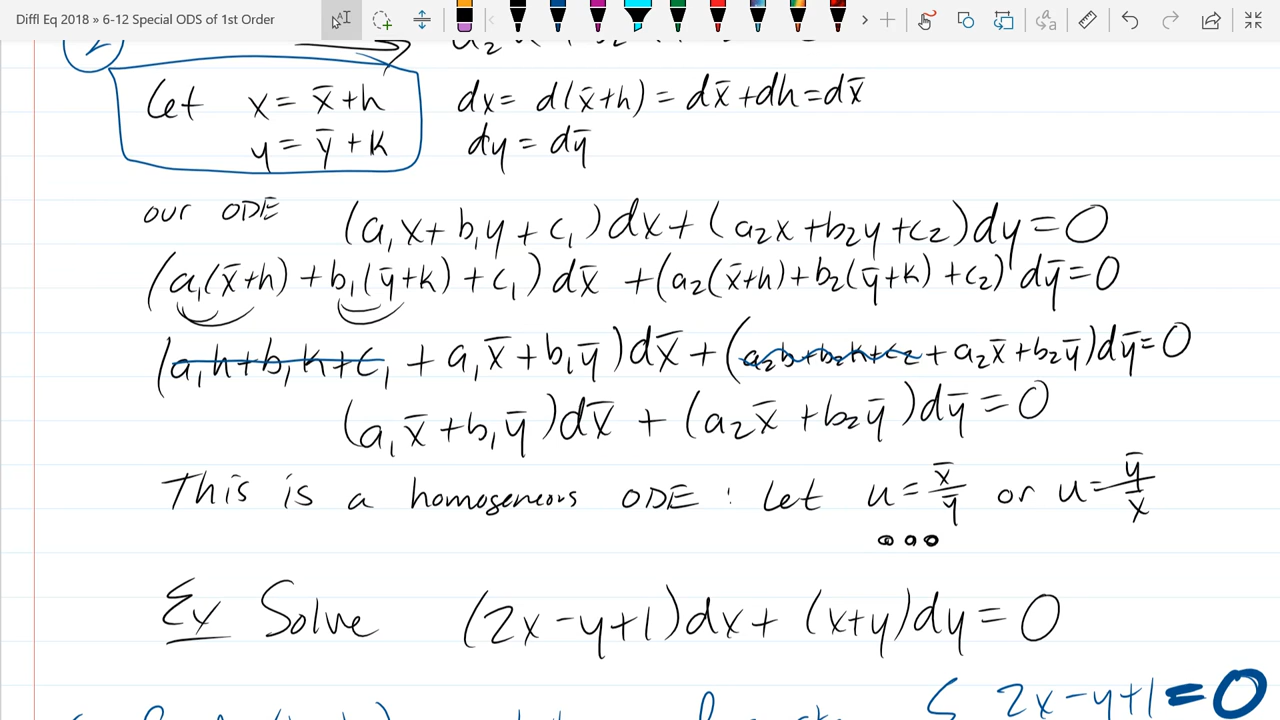 Diffl Eq 2018 » 6-12 Special ODS of 1st Order
2
Let x = x̄+h dx = d(x̄+h) = dx̄+dh = dx̄
y = ȳ+k dy = dȳ
our ODE (a₁x+b₁y+c₁)dx+(a₂x+b₂y+c₂)dy=0
(a₁(x̄+h)+b₁(ȳ+k)+c₁)dx̄ +(a₂(x̄+h)+b₂(ȳ+k)+c₂)dȳ=0
(a₁h+b₁k+c₁ + a₁x̄+b₁ȳ)dx̄+(a₂h+b₂k+c₂+a₂x̄+b₂ȳ)dȳ=0
(a₁x̄+b₁ȳ)dx̄ + (a₂x̄+b₂ȳ)dȳ=0
This is a homogeneous ODE : Let u=x̄/y or u=ȳ/x
...
Ex Solve (2x-y+1)dx+(x+y)dy=0
2x-y+1=0